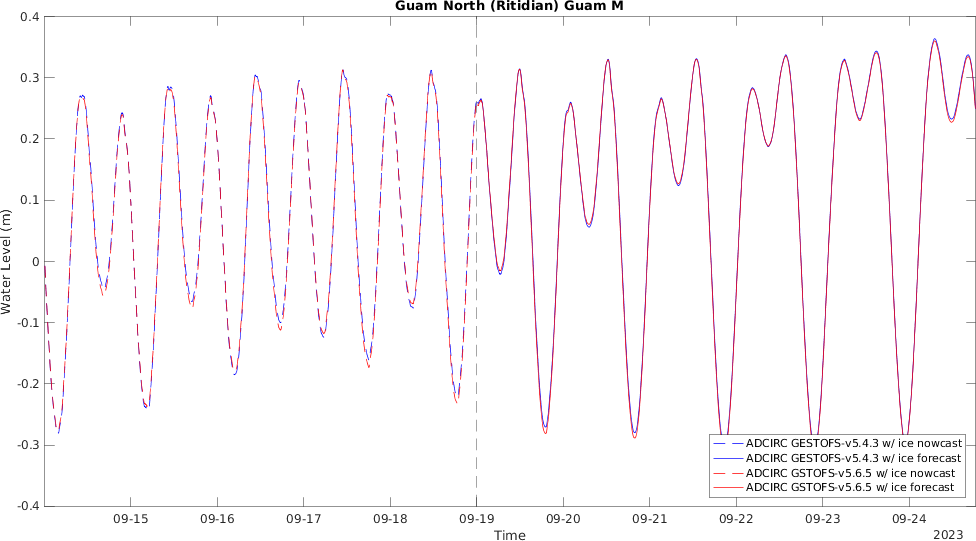 Guam North (Ritidian) Guam M
0.4
0.3
0.2
0.1
0
-0.1
-0.2
-0.3
-0.4
Water Level (m)
ADCIRC GESTOFS-v5.4.3 w/ ice nowcast
ADCIRC GESTOFS-v5.4.3 w/ ice forecast
ADCIRC GSTOFS-v5.6.5 w/ ice nowcast
ADCIRC GSTOFS-v5.6.5 w/ ice forecast
09-15 09-16 09-17 09-18 09-19 09-20 09-21 09-22 09-23 09-24
Time
2023